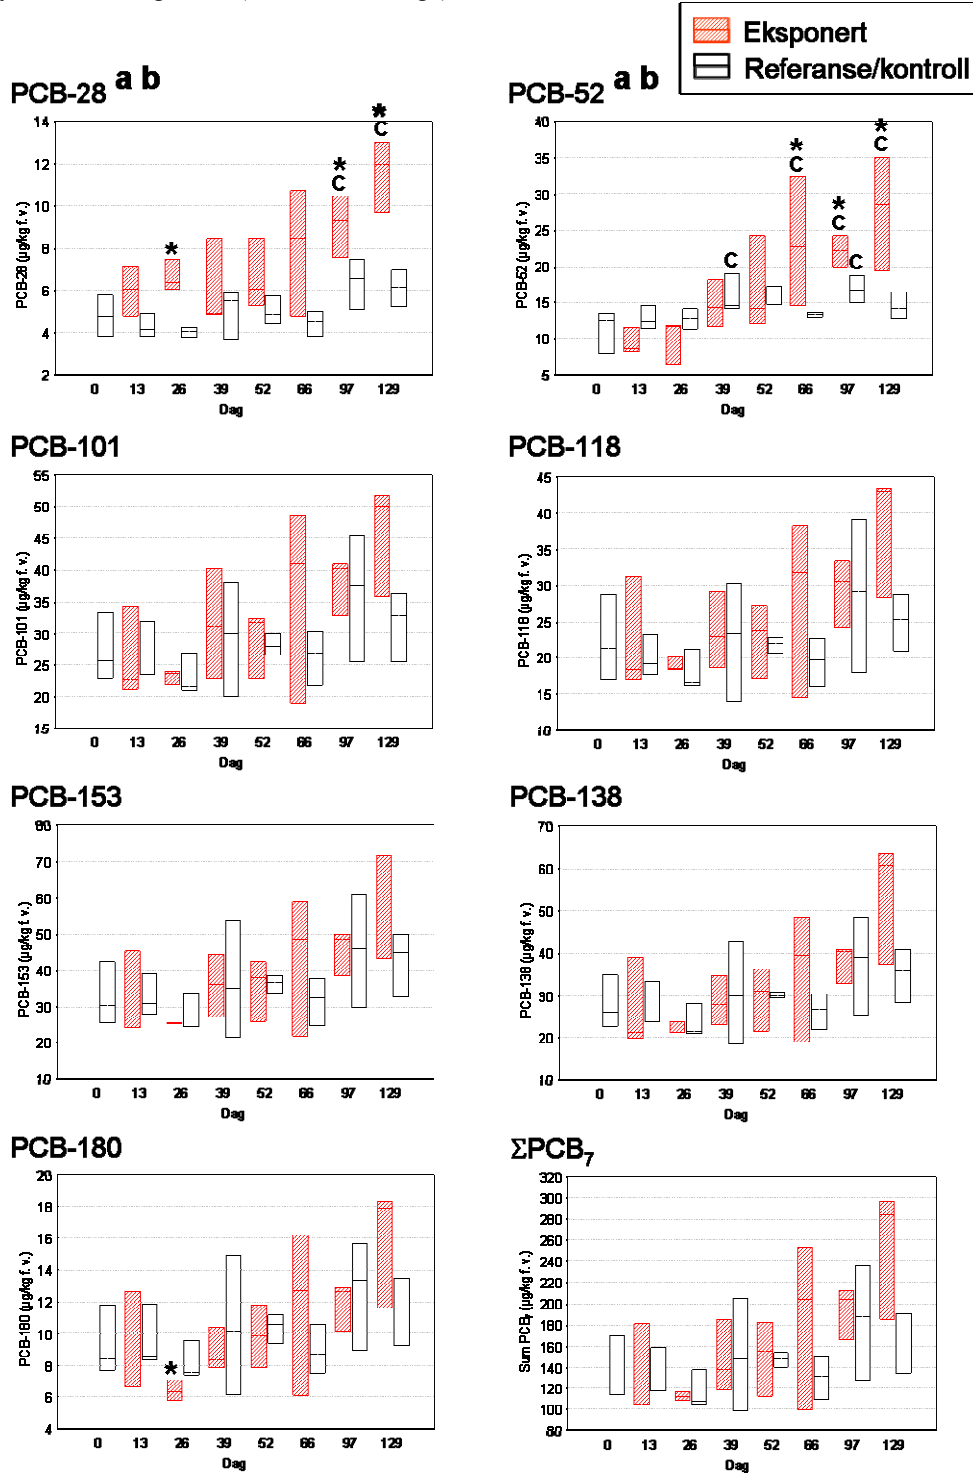 Eksponert
Referanse/kontroll
PCB-28 a b
14
12
10
8
6
4
2
PCB-28 (µg/kg f. v.)
*
*
C
*
C
0 13 26 39 52 66 97 129
Dag
PCB-52 a b
40
35
30
25
20
15
10
5
PCB-52 (µg/kg f. v.)
C
*
C
*
C
C
*
C
0 13 26 39 52 66 97 129
Dag
PCB-101
55
50
45
40
35
30
25
20
15
PCB-101 (µg/kg f. v.)
0 13 26 39 52 66 97 129
Dag
PCB-118
45
40
35
30
25
20
15
10
PCB-118 (µg/kg f. v.)
0 13 26 39 52 66 97 129
Dag
PCB-153
80
70
60
50
40
30
20
10
PCB-153 (µg/kg f. v.)
0 13 26 39 52 66 97 129
Dag
PCB-138
70
60
50
40
30
20
10
PCB-138 (µg/kg f. v.)
0 13 26 39 52 66 97 129
Dag
PCB-180
20
18
16
14
12
10
8
6
4
PCB-180 (µg/kg f. v.)
*
0 13 26 39 52 66 97 129
Dag
ΣPCB7
320
300
280
260
240
220
200
180
160
140
120
100
80
Sum PCB7 (µg/kg f. v.)
0 13 26 39 52 66 97 129
Dag